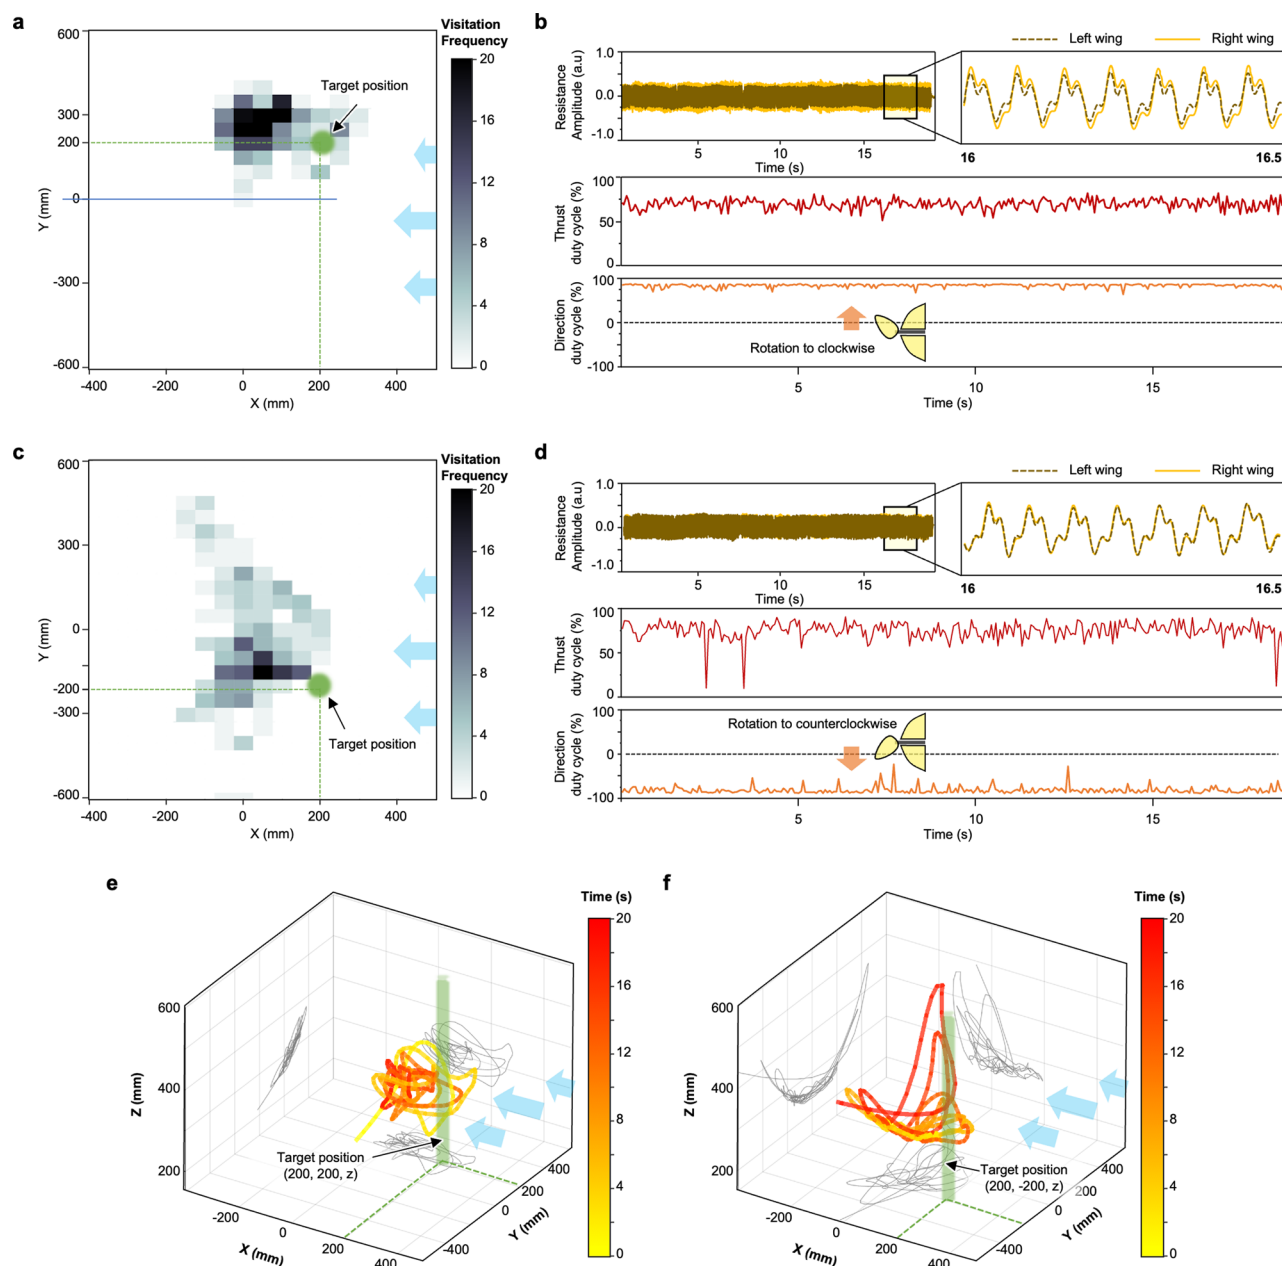 a
Visitation
Frequency
600
300
200
0
-300
-600
Y (mm)
-400
-200
0
200
400
X (mm)
Target position
20
16
12
8
4
0
b
Left wing
Right wing
Resistance
Amplitude (a.u)
1.0
0.0
-1.0
5
10
15
Time (s)
16
16.5
Thrust
duty cycle (%)
100
50
0
Direction
duty cycle (%)
100
0
-100
Rotation to clockwise
5
10
15
Time (s)
c
Visitation
Frequency
600
300
0
-200
-300
-600
Y (mm)
-400
-200
0
200
400
X (mm)
Target position
20
16
12
8
4
0
d
Left wing
Right wing
Resistance
Amplitude (a.u)
1.0
0.0
-1.0
5
10
15
Time (s)
16
16.5
Thrust
duty cycle (%)
100
50
0
Direction
duty cycle (%)
100
0
-100
Rotation to counterclockwise
5
10
15
Time (s)
e
Time (s)
20
16
12
8
4
0
600
400
200
Z (mm)
Target position
(200, 200, z)
-200
0
200
400
X (mm)
-400
0
200
400
Y (mm)
f
Time (s)
20
16
12
8
4
0
600
400
200
Z (mm)
Target position
(200, -200, z)
-200
0
200
400
X (mm)
-400
0
200
400
Y (mm)